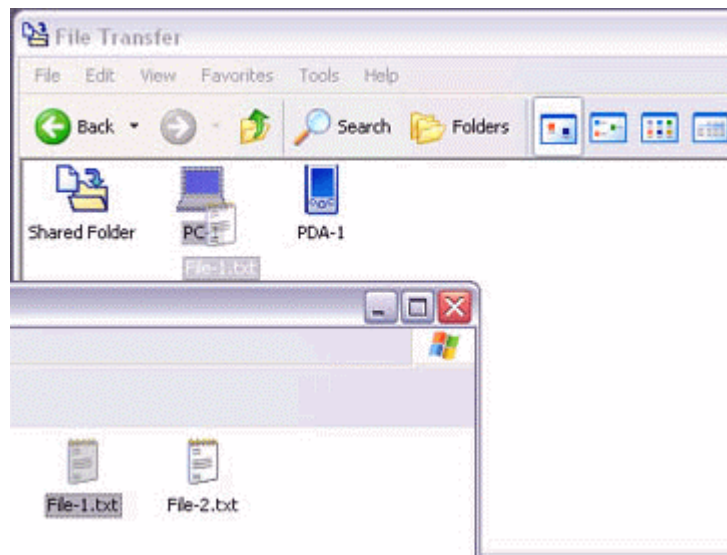 File Transfer
File Edit View Favorites Tools Help
Back Search Folders
Shared Folder PC-1 PDA-1
File-1.txt
File-1.txt File-2.txt